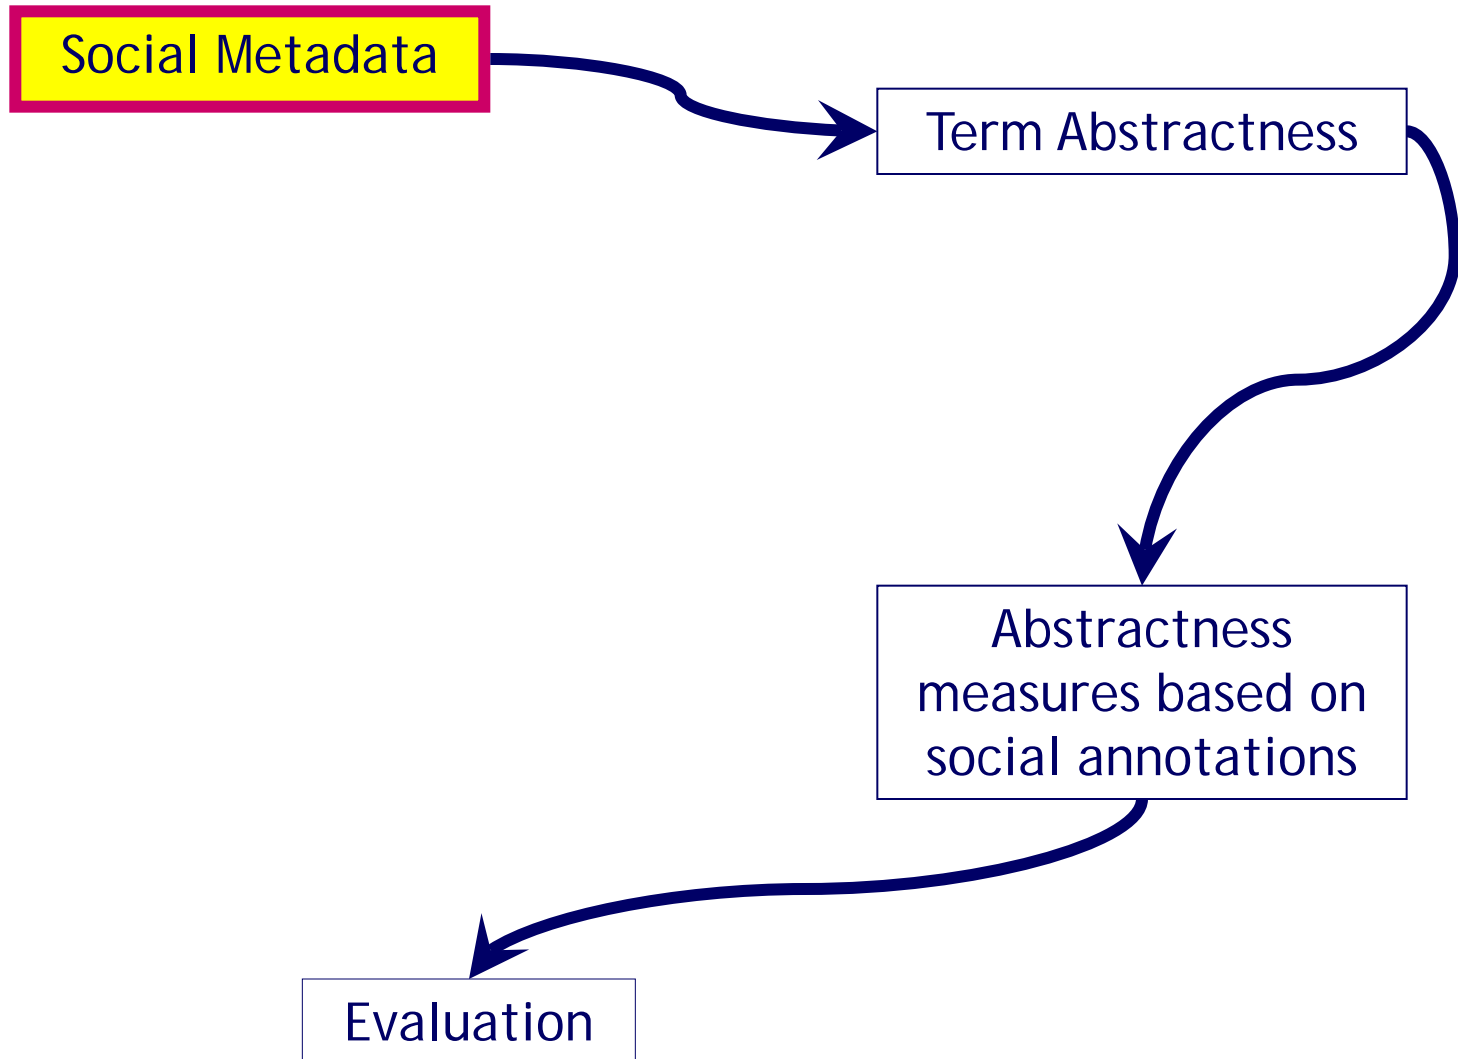 Social Metadata
Term Abstractness
Abstractness
measures based on
social annotations
Evaluation